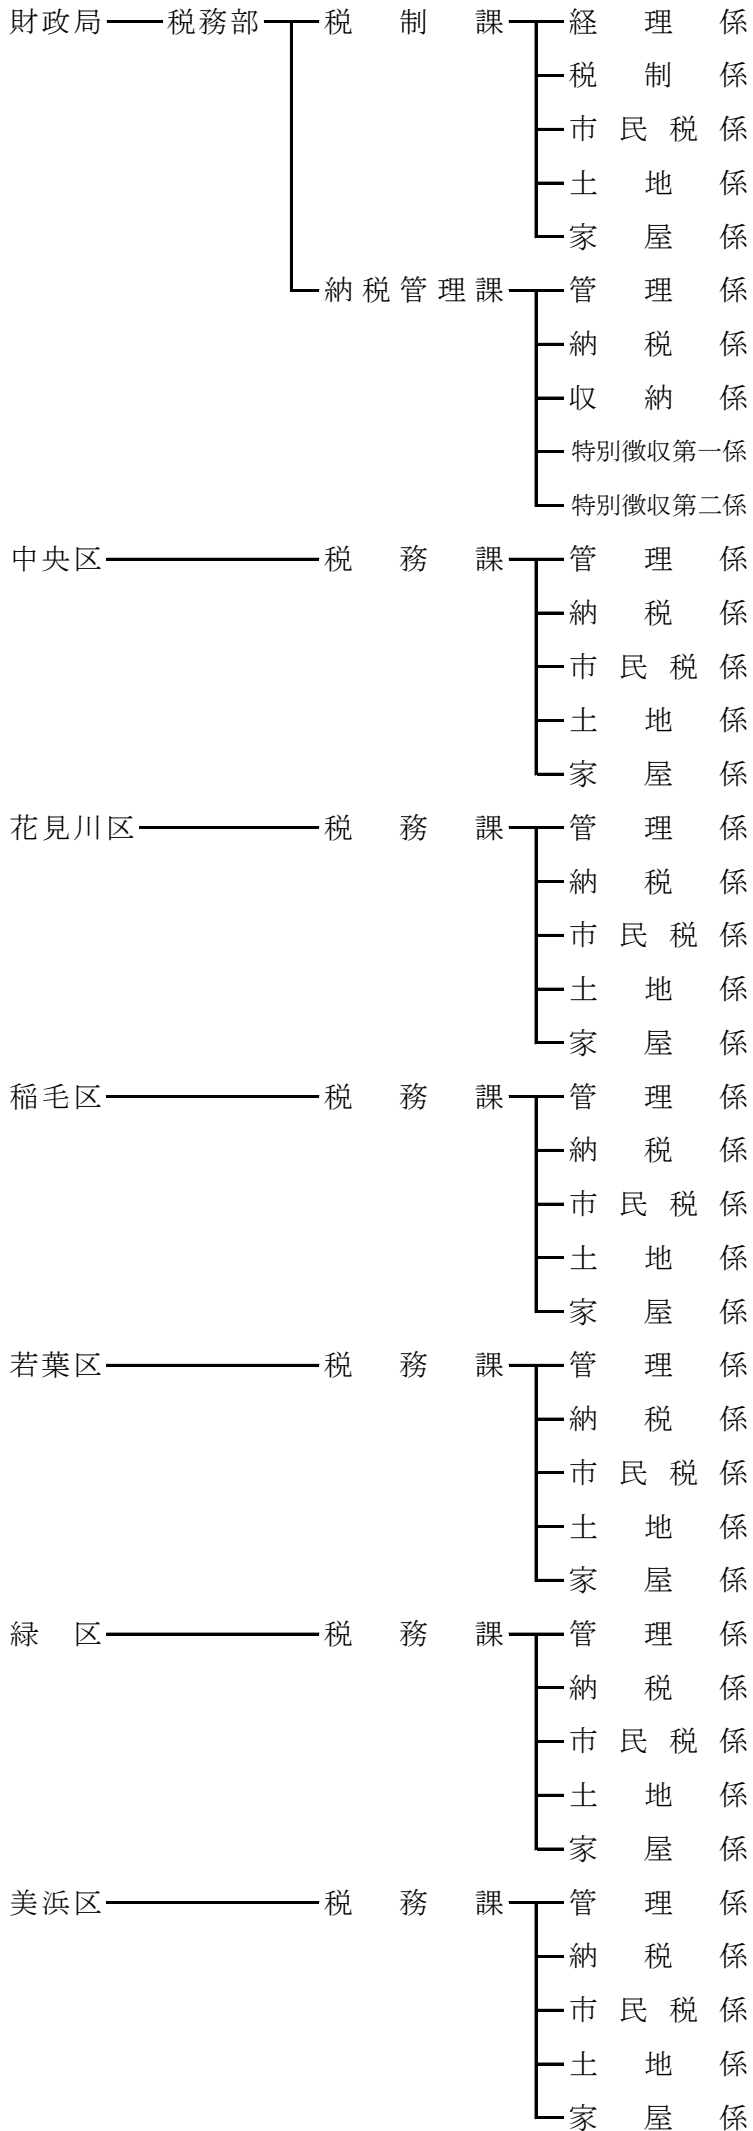 財政局 税務部 税制課 経理係
税制係
市民税係
土地係
家屋係
納税管理課 管理係
納税係
収納係
特別徴収第一係
特別徴収第二係
中央区 税務課 管理係
納税係
市民税係
土地係
家屋係
花見川区 税務課 管理係
納税係
市民税係
土地係
家屋係
稲毛区 税務課 管理係
納税係
市民税係
土地係
家屋係
若葉区 税務課 管理係
納税係
市民税係
土地係
家屋係
緑区 税務課 管理係
納税係
市民税係
土地係
家屋係
美浜区 税務課 管理係
納税係
市民税係
土地係
家屋係